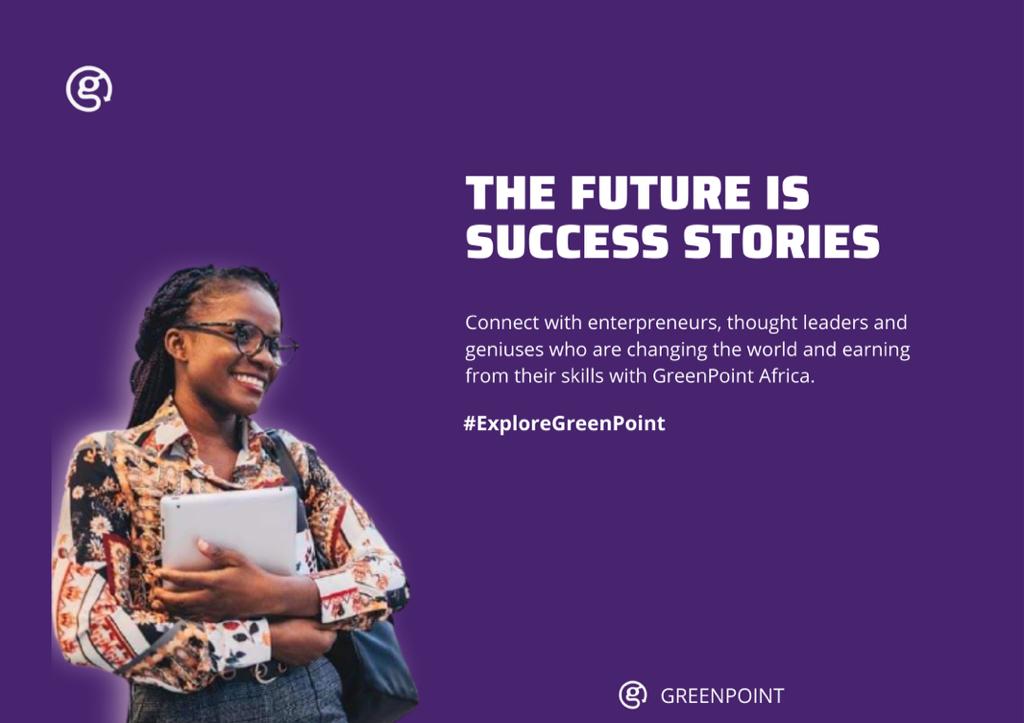 g
THE FUTURE IS
SUCCESS STORIES
Connect with enterpreneurs, thought leaders and
geniuses who are changing the world and earning
from their skills with GreenPoint Africa.
#ExploreGreenPoint
g GREENPOINT